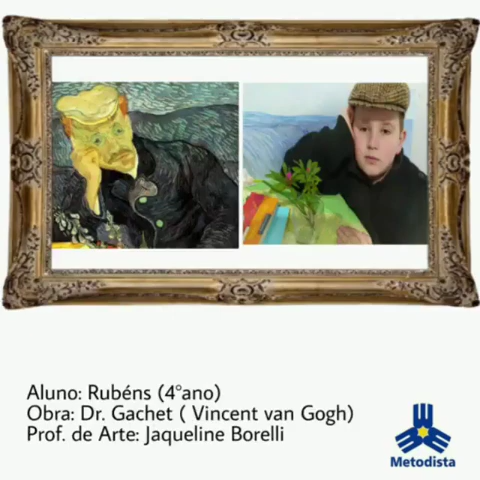 Aluno: Rubéns (4°ano)
Obra: Dr. Gachet ( Vincent van Gogh)
Prof. de Arte: Jaqueline Borelli
Metodista